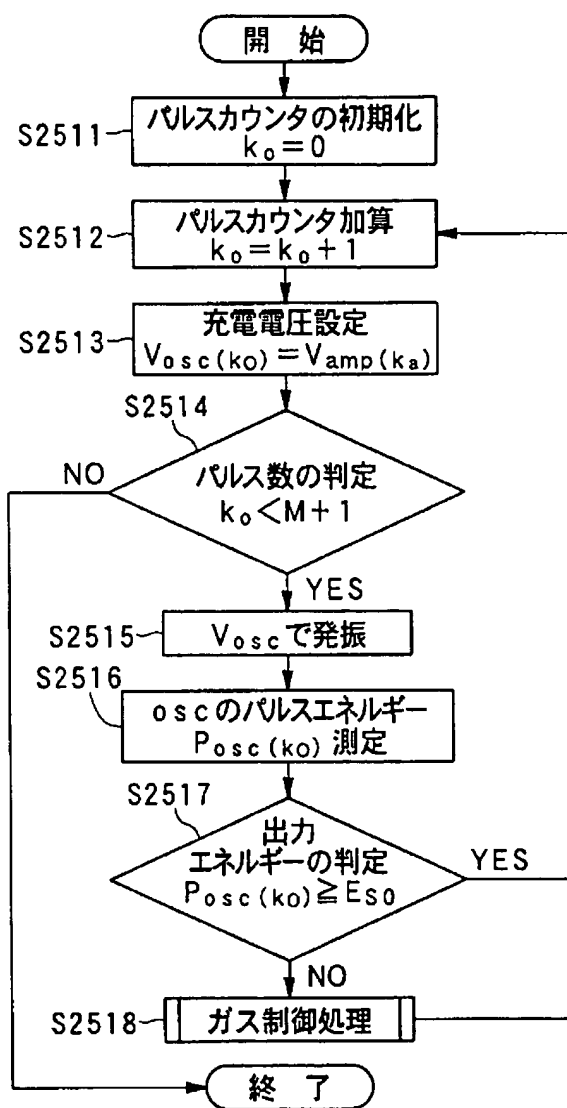 開 始
S2511
パルスカウンタの初期化
ko=0
S2512
パルスカウンタ加算
ko=ko+1
S2513
充電電圧設定
Vosc(ko)=Vamp(ka)
S2514
NO
パルス数の判定
ko<M+1
YES
S2515
Voscで発振
S2516
oscのパルスエネルギー
Posc(ko) 測定
S2517
出力
エネルギーの判定
Posc(ko)≧Es0
YES
NO
S2518
ガス制御処理
終 了